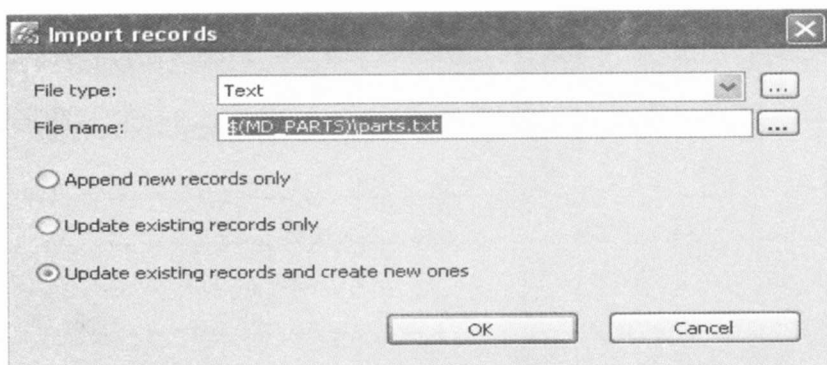 Import records
File type: Text ...
File name: $(MD_PARTS)\parts.txt ...
Append new records only
Update existing records only
Update existing records and create new ones
OK Cancel